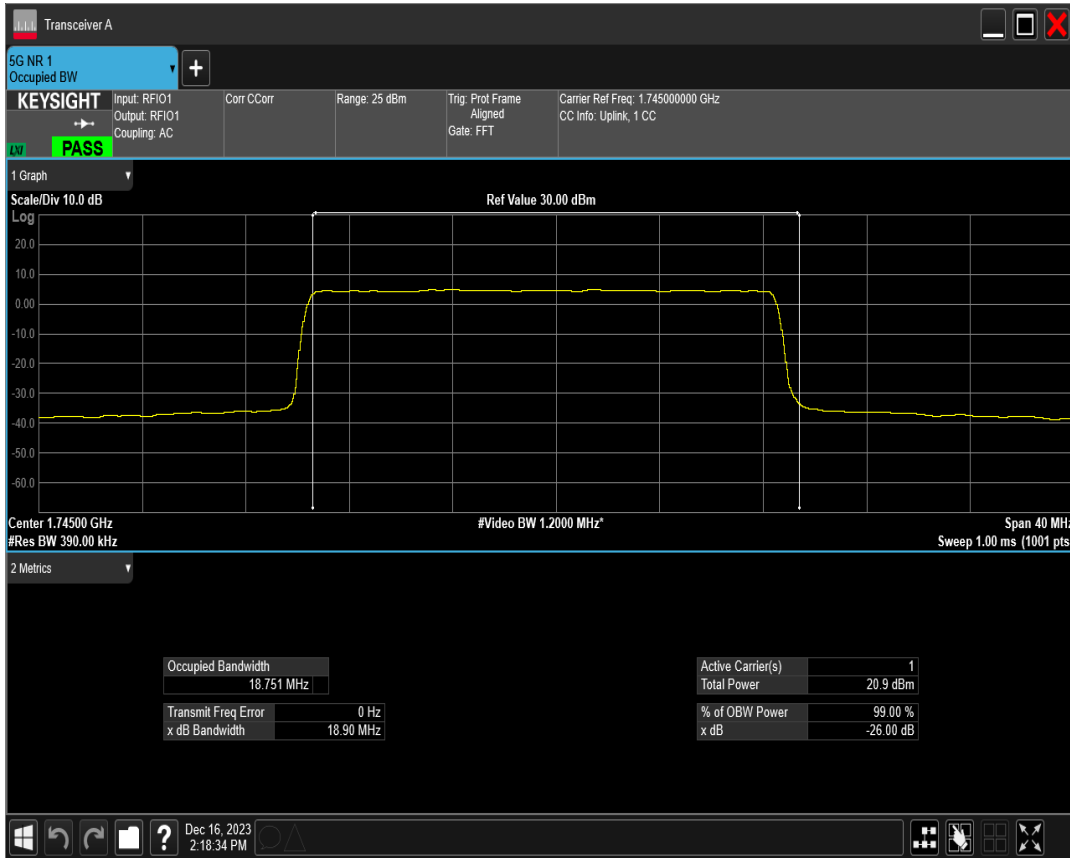 Transceiver A
5G NR 1
Occupied BW
KEYSIGHT
LXI
PASS
Input: RFIO1
Output: RFIO1
Coupling: AC
Corr CCorr
Range: 25 dBm
Trig: Prot Frame
Aligned
Gate: FFT
Carrier Ref Freq: 1.745000000 GHz
CC Info: Uplink, 1 CC
1 Graph
Scale/Div 10.0 dB
Ref Value 30.00 dBm
Log
20.0
10.0
0.00
-10.0
-20.0
-30.0
-40.0
-50.0
-60.0
Center 1.74500 GHz
#Video BW 1.2000 MHz*
Span 40 MHz
#Res BW 390.00 kHz
Sweep 1.00 ms (1001 pts
2 Metrics
Occupied Bandwidth
18.751 MHz
Transmit Freq Error 0 Hz
x dB Bandwidth 18.90 MHz
Active Carrier(s) 1
Total Power 20.9 dBm
% of OBW Power 99.00 %
x dB -26.00 dB
?
Dec 16, 2023
2:18:34 PM